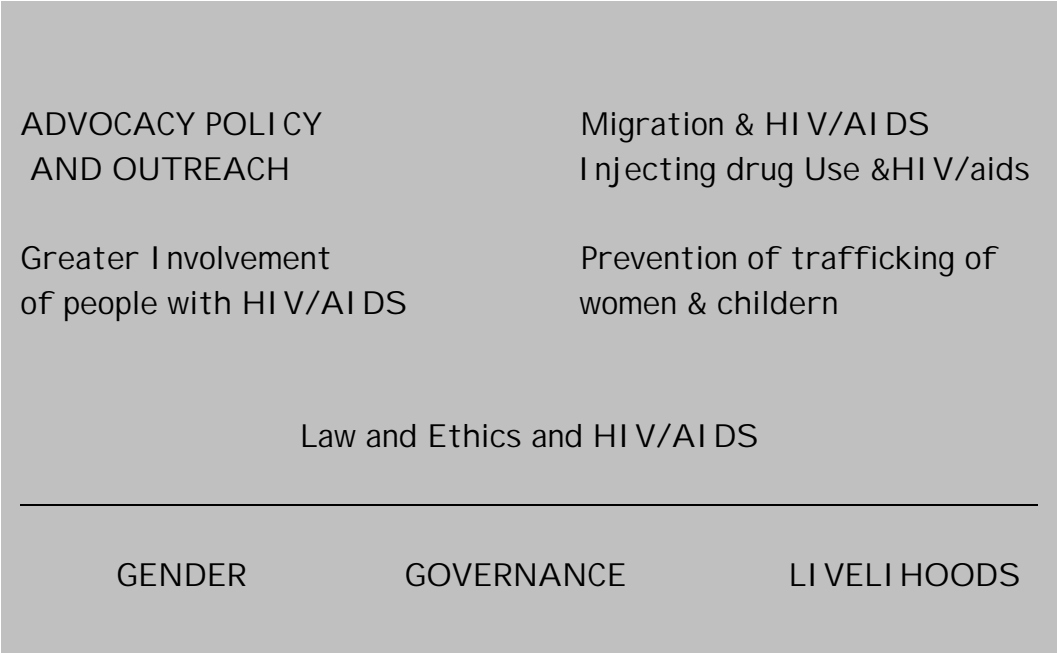 ADVOCACY POLICY
AND OUTREACH
Migration & HIV/AIDS
Injecting drug Use &HIV/aids
Greater Involvement
of people with HIV/AIDS
Prevention of trafficking of
women & childern
Law and Ethics and HIV/AIDS
GENDER GOVERNANCE LIVELIHOODS